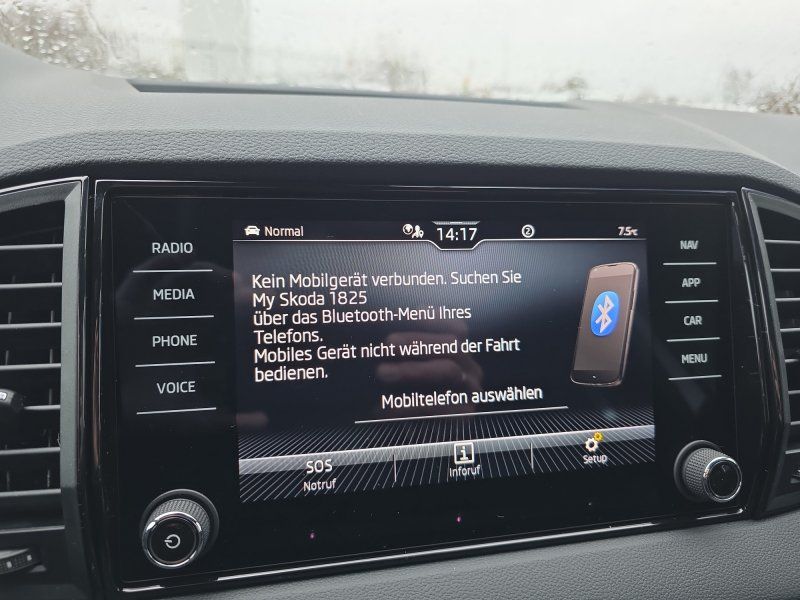 RADIO
MEDIA
PHONE
VOICE
Normal
14:17
2
7.5°C
Kein Mobilgerät verbunden. Suchen Sie
My Skoda 1825
über das Bluetooth-Menü Ihres
Telefons.
Mobiles Gerät nicht während der Fahrt
bedienen.
Mobiltelefon auswählen
SOS
Notruf
i
Inforuf
Setup
NAV
APP
CAR
MENU